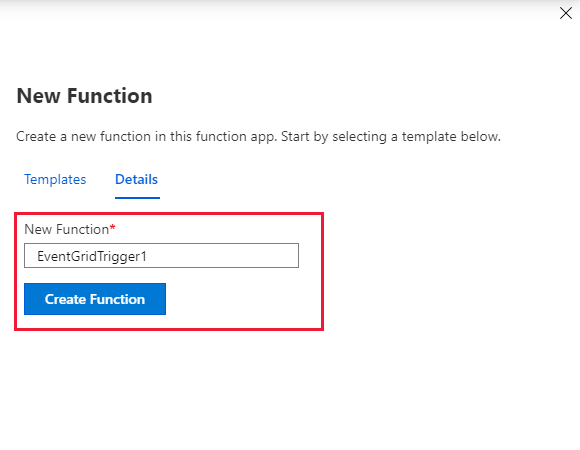 New Function
Create a new function in this function app. Start by selecting a template below.
Templates Details
New Function*
EventGridTrigger1
Create Function